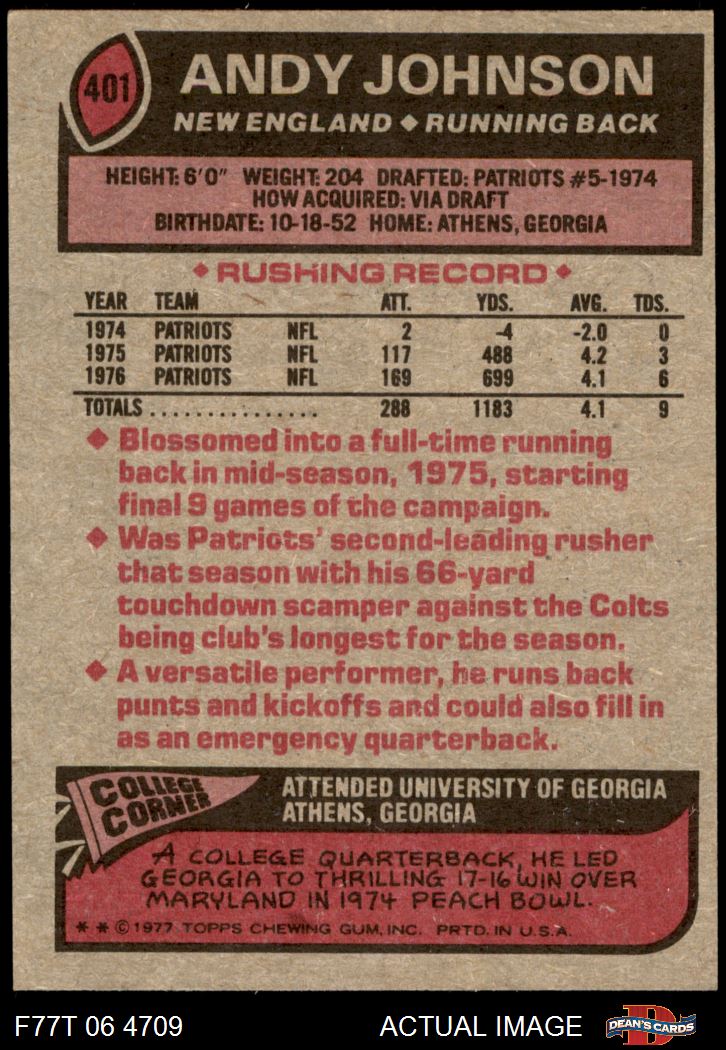 401
ANDY JOHNSON
NEW ENGLAND ◆ RUNNING BACK
HEIGHT: 6'0" WEIGHT: 204 DRAFTED: PATRIOTS #5-1974
HOW ACQUIRED: VIA DRAFT
BIRTHDATE: 10-18-52 HOME: ATHENS, GEORGIA
◆ RUSHING RECORD ◆
YEAR TEAM ATT. YDS. AVG. TDS.
1974 PATRIOTS NFL 2 -4 -2.0 0
1975 PATRIOTS NFL 117 488 4.2 3
1976 PATRIOTS NFL 169 699 4.1 6
TOTALS ................ 288 1183 4.1 9
◆ Blossomed into a full-time running
back in mid-season, 1975, starting
final 9 games of the campaign.
◆ Was Patriots' second-leading rusher
that season with his 66-yard
touchdown scamper against the Colts
being club's longest for the season.
◆ A versatile performer, he runs back
punts and kickoffs and could also fill in
as an emergency quarterback.
COLLEGE
CORNER
ATTENDED UNIVERSITY OF GEORGIA
ATHENS, GEORGIA
A COLLEGE QUARTERBACK, HE LED
GEORGIA TO THRILLING 17-16 WIN OVER
MARYLAND IN 1974 PEACH BOWL.
* * © 1977 TOPPS CHEWING GUM, INC. PRTD. IN U.S.A.
F77T 06 4709 ACTUAL IMAGE D DEAN'S CARDS